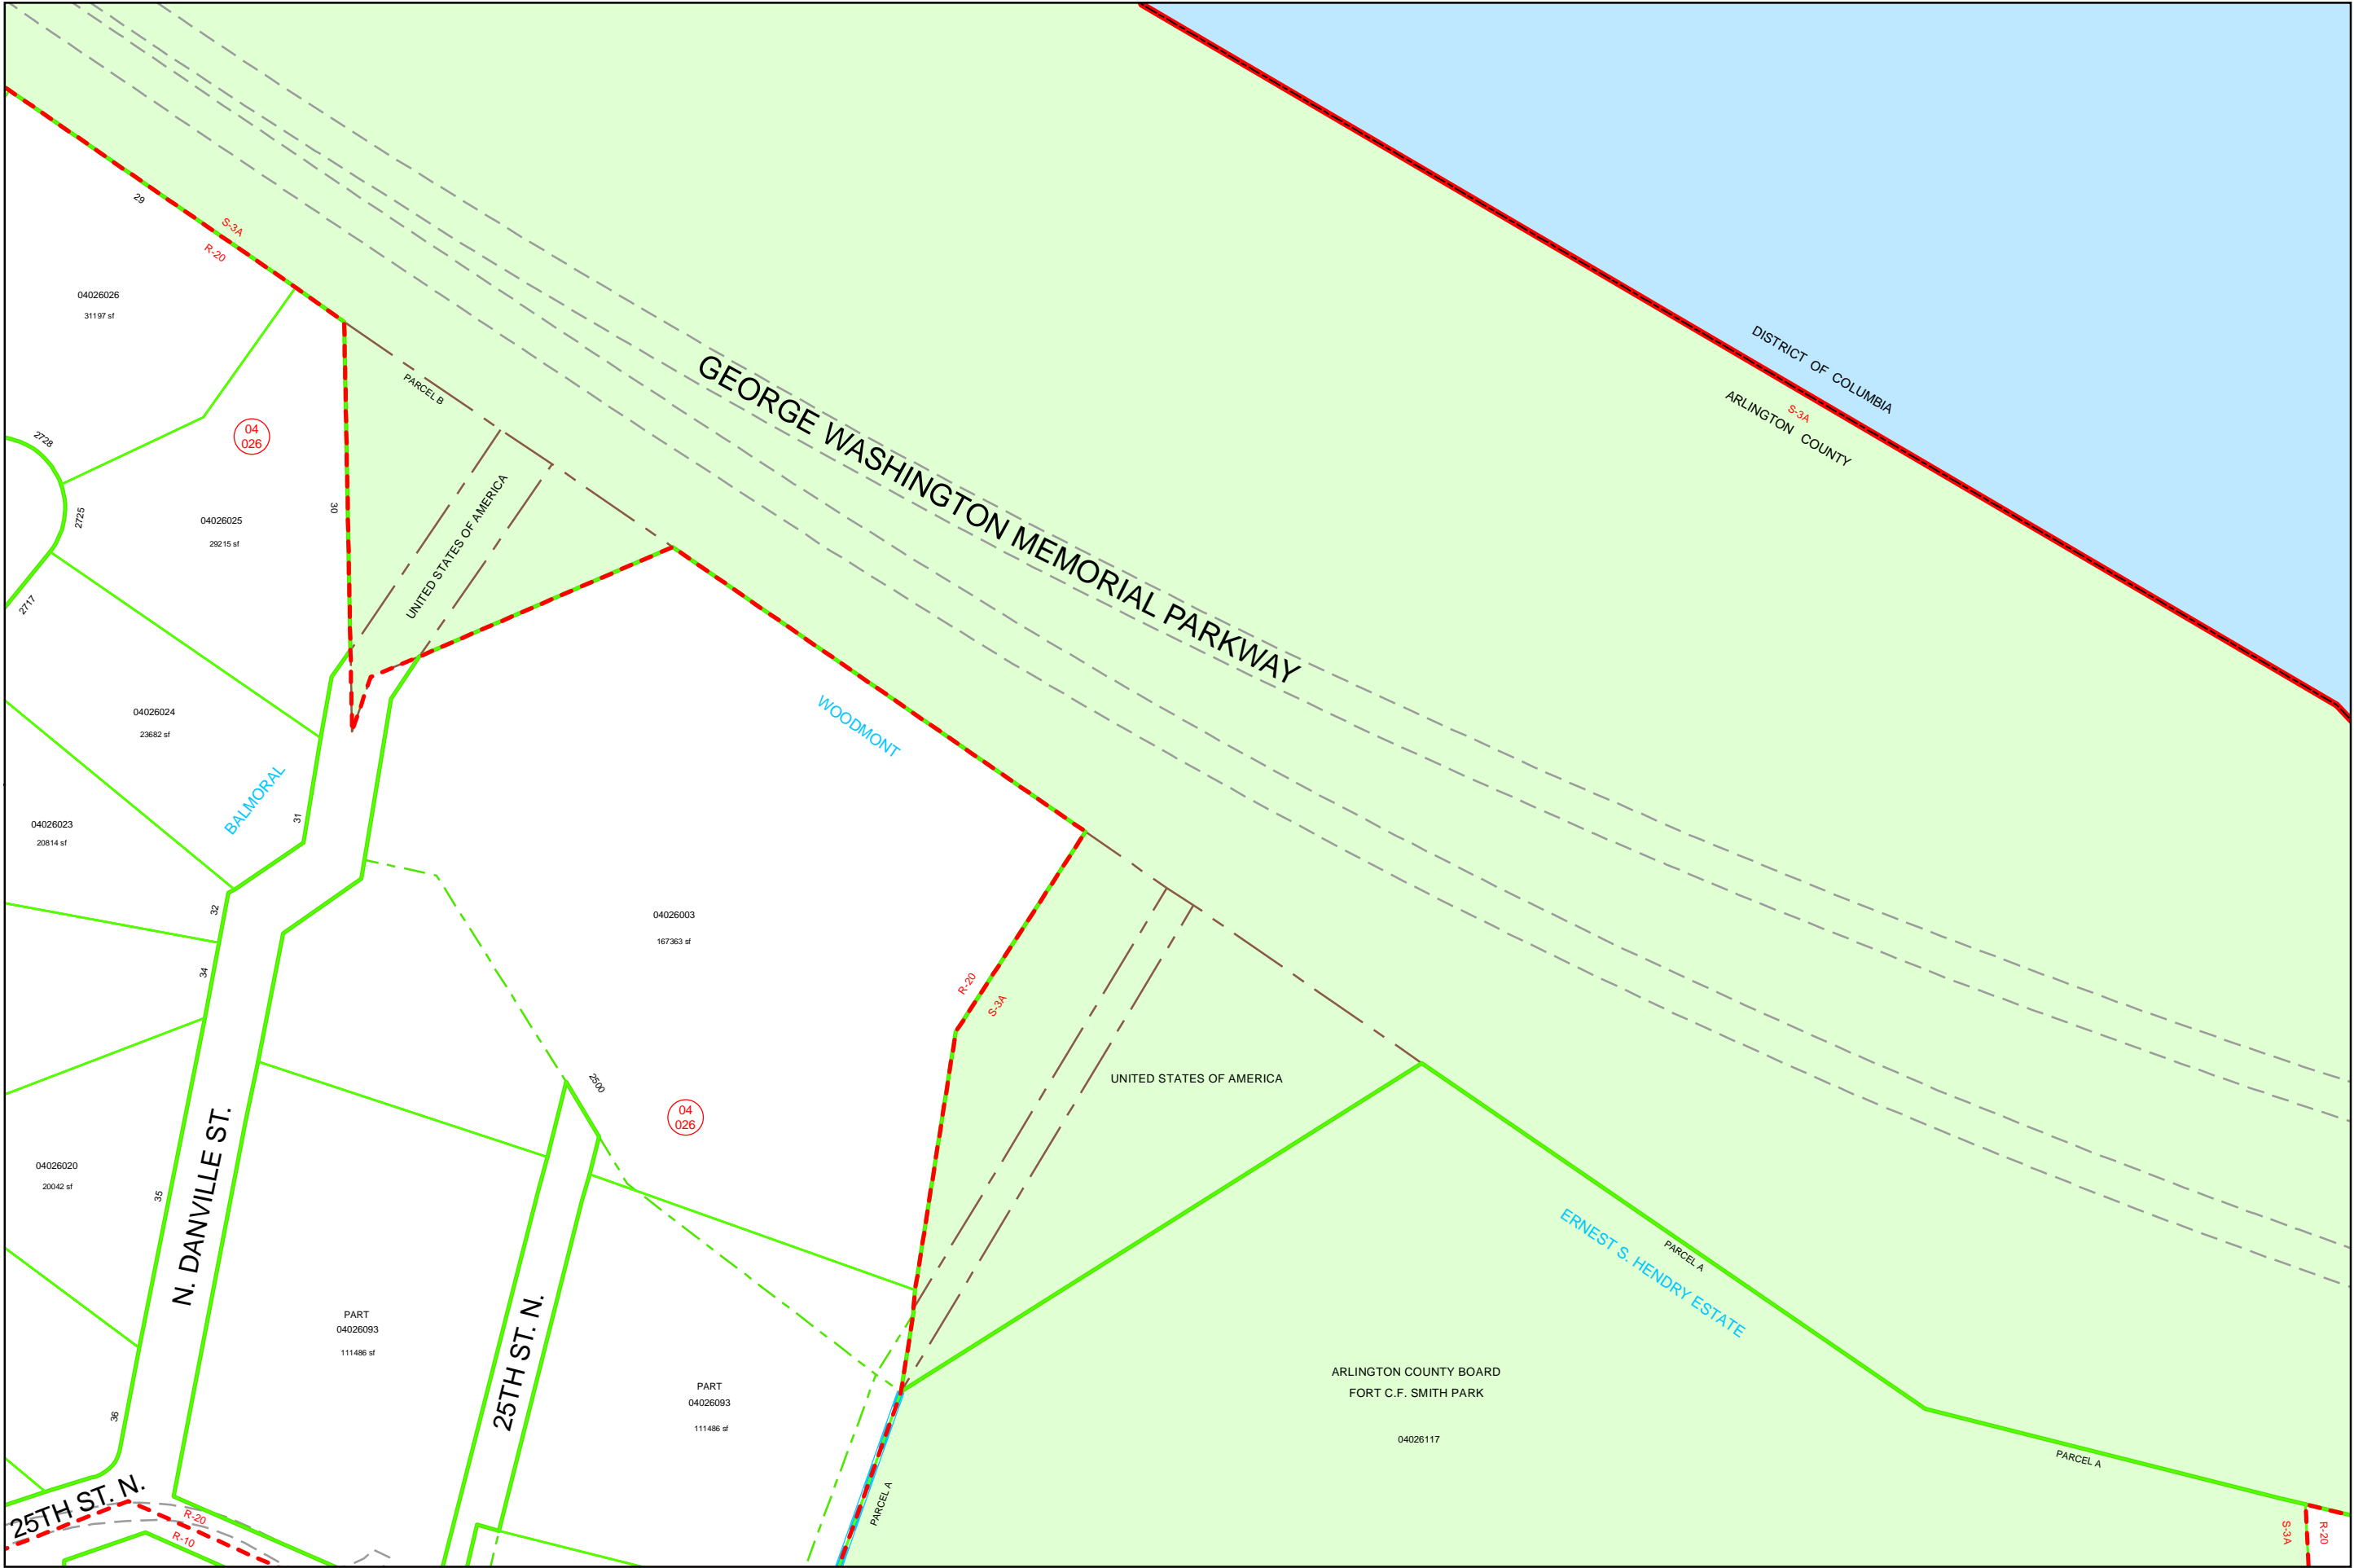 29
S-3A
R-20
04026026
31197 sf
PARCEL B
DISTRICT OF COLUMBIA
S-3A
ARLINGTON COUNTY
GEORGE WASHINGTON MEMORIAL PARKWAY
04
026
2728
2725
30
04026025
29215 sf
UNITED STATES OF AMERICA
2717
04026024
23682 sf
WOODMONT
BALMORAL
31
04026023
20814 sf
32
04026003
167363 sf
34
R-20
S-3A
2500
UNITED STATES OF AMERICA
04
026
N. DANVILLE ST.
04026020
20042 sf
35
ERNEST S. HENDRY ESTATE
PARCEL A
PART
04026093
111486 sf
25TH ST. N.
PART
04026093
111486 sf
ARLINGTON COUNTY BOARD
FORT C.F. SMITH PARK
04026117
36
PARCEL A
PARCEL A
25TH ST. N.
R-20
R-10
S-3A
R-20